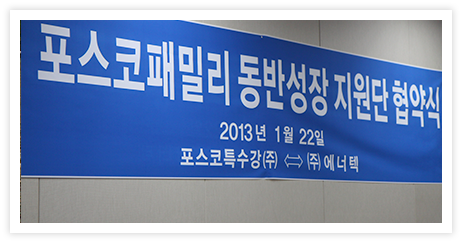 포스코패밀리 동반성장 지원단 협약식
2013년 1월 22일
포스코특수강㈜ ⇔ ㈜에너텍